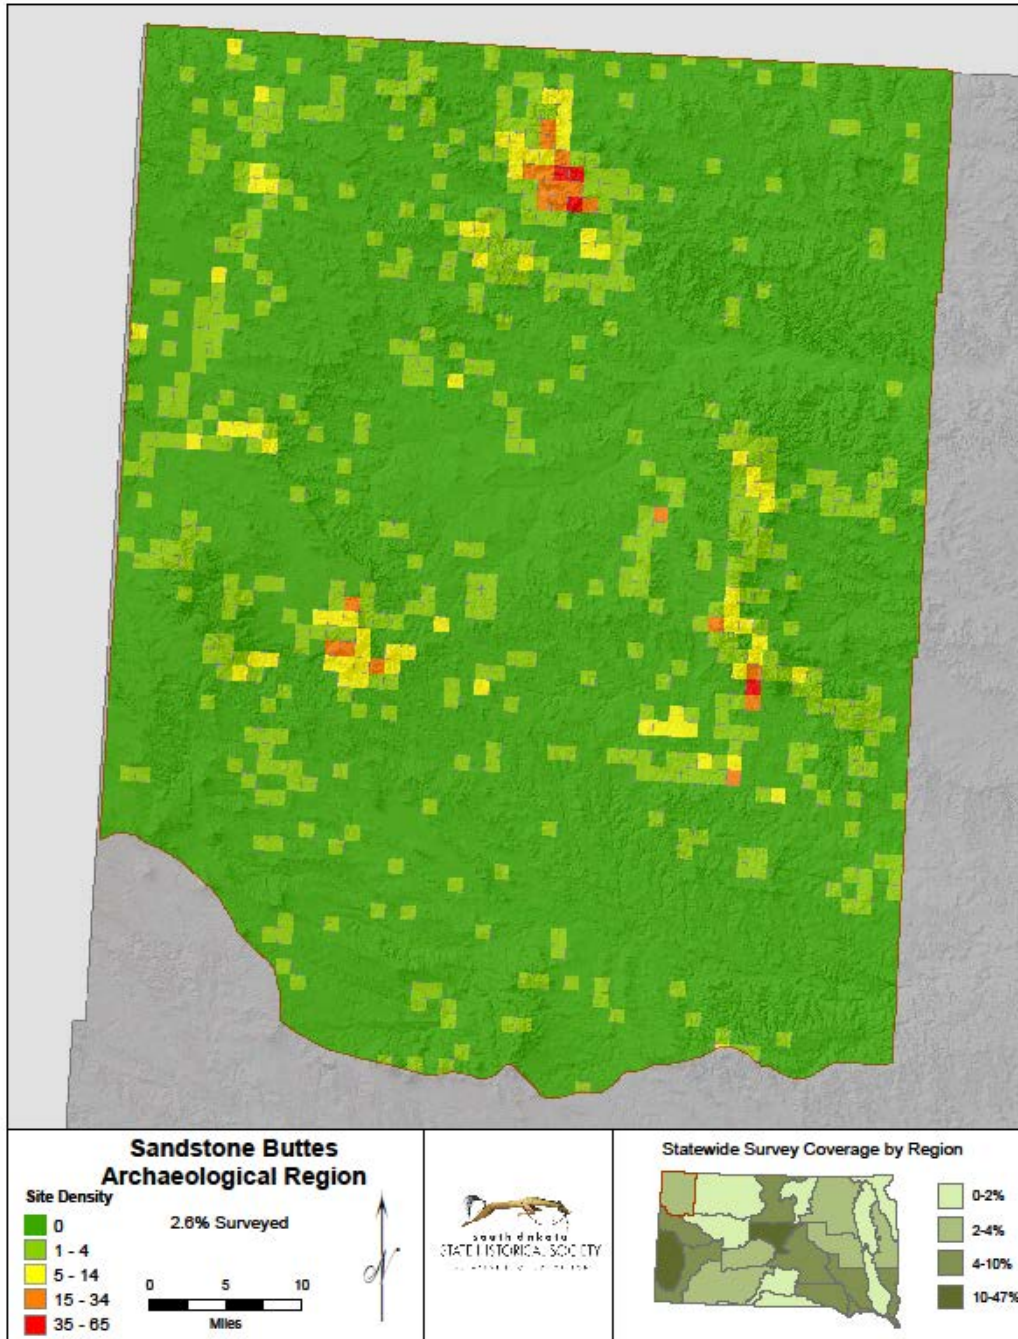 Sandstone Buttes
Archaeological Region
Site Density
0
1 - 4
5 - 14
15 - 34
35 - 65
2.6% Surveyed
0 5 10
Miles
N
south dakota
STATE HISTORICAL SOCIETY
Statewide Survey Coverage by Region
0-2%
2-4%
4-10%
10-47%